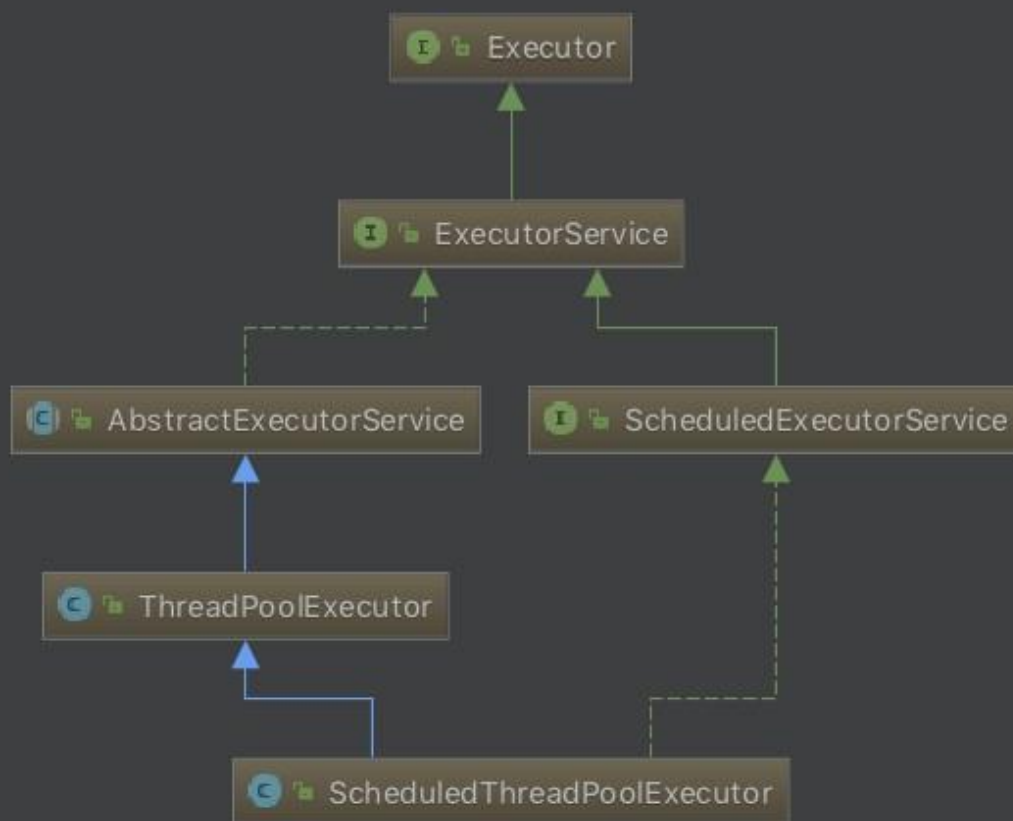 I Executor
I ExecutorService
C AbstractExecutorService
I ScheduledExecutorService
C ThreadPoolExecutor
C ScheduledThreadPoolExecutor